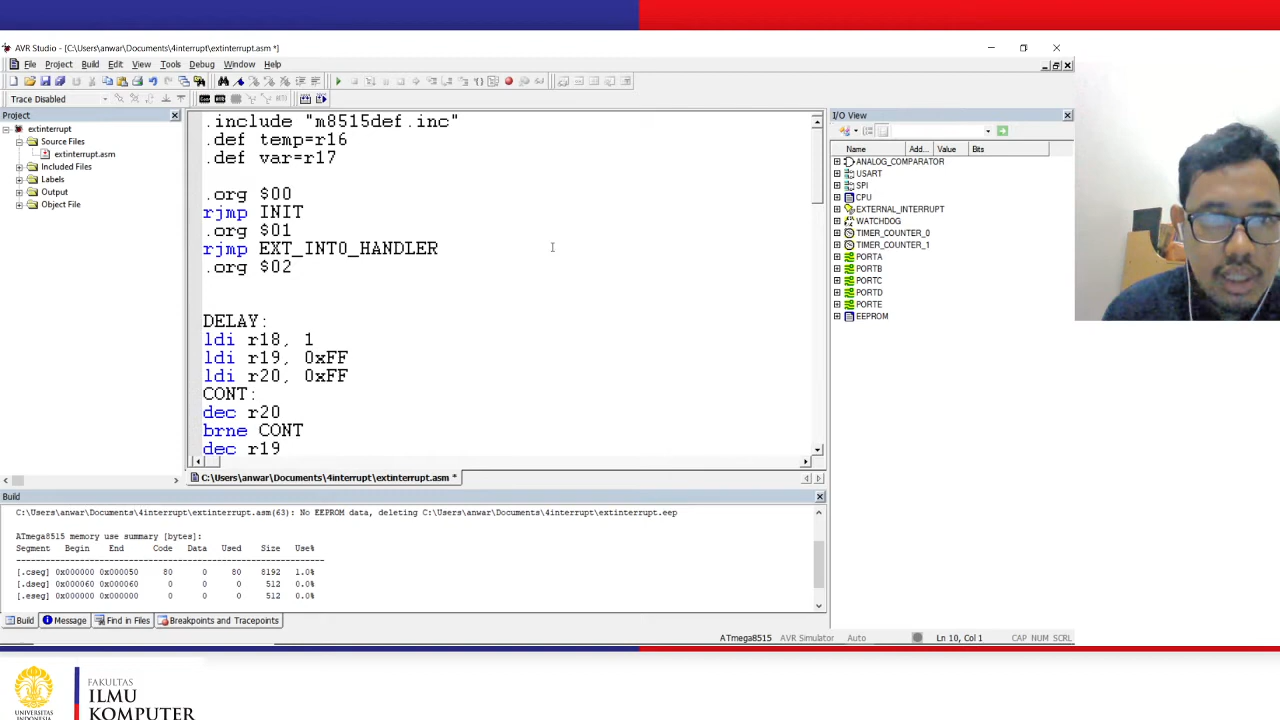 AVR Studio - [C:\Users\anwar\Documents\4interrupt\extinterrupt.asm *]
File Project Build Edit View Tools Debug Window Help
Trace Disabled
Project
extinterrupt
Source Files
extinterrupt.asm
Included Files
Labels
Output
Object File
.include "m8515def.inc"
.def temp=r16
.def var=r17
.org $00
rjmp INIT
.org $01
rjmp EXT_INT0_HANDLER
.org $02
DELAY:
ldi r18, 1
ldi r19, 0xFF
ldi r20, 0xFF
CONT:
dec r20
brne CONT
dec r19
C:\Users\anwar\Documents\4interrupt\extinterrupt.asm *
I/O View
Name Add... Value Bits
ANALOG_COMPARATOR
USART
SPI
CPU
EXTERNAL_INTERRUPT
WATCHDOG
TIMER_COUNTER_0
TIMER_COUNTER_1
PORTA
PORTB
PORTC
PORTD
PORTE
EEPROM
Build
C:\Users\anwar\Documents\4interrupt\extinterrupt.asm(63): No EEPROM data, deleting C:\Users\anwar\Documents\4interrupt\extinterrupt.eep
ATmega8515 memory use summary [bytes]:
Segment Begin End Code Data Used Size Use%
---------------------------------------------------------------
[.cseg] 0x000000 0x000050 80 0 80 8192 1.0%
[.dseg] 0x000060 0x000060 0 0 0 512 0.0%
[.eseg] 0x000000 0x000000 0 0 0 512 0.0%
Build Message Find in Files Breakpoints and Tracepoints
ATmega8515 AVR Simulator Auto Ln 10, Col 1 CAP NUM SCRL
UNIVERSITAS
INDONESIA
FAKULTAS
ILMU
KOMPUTER